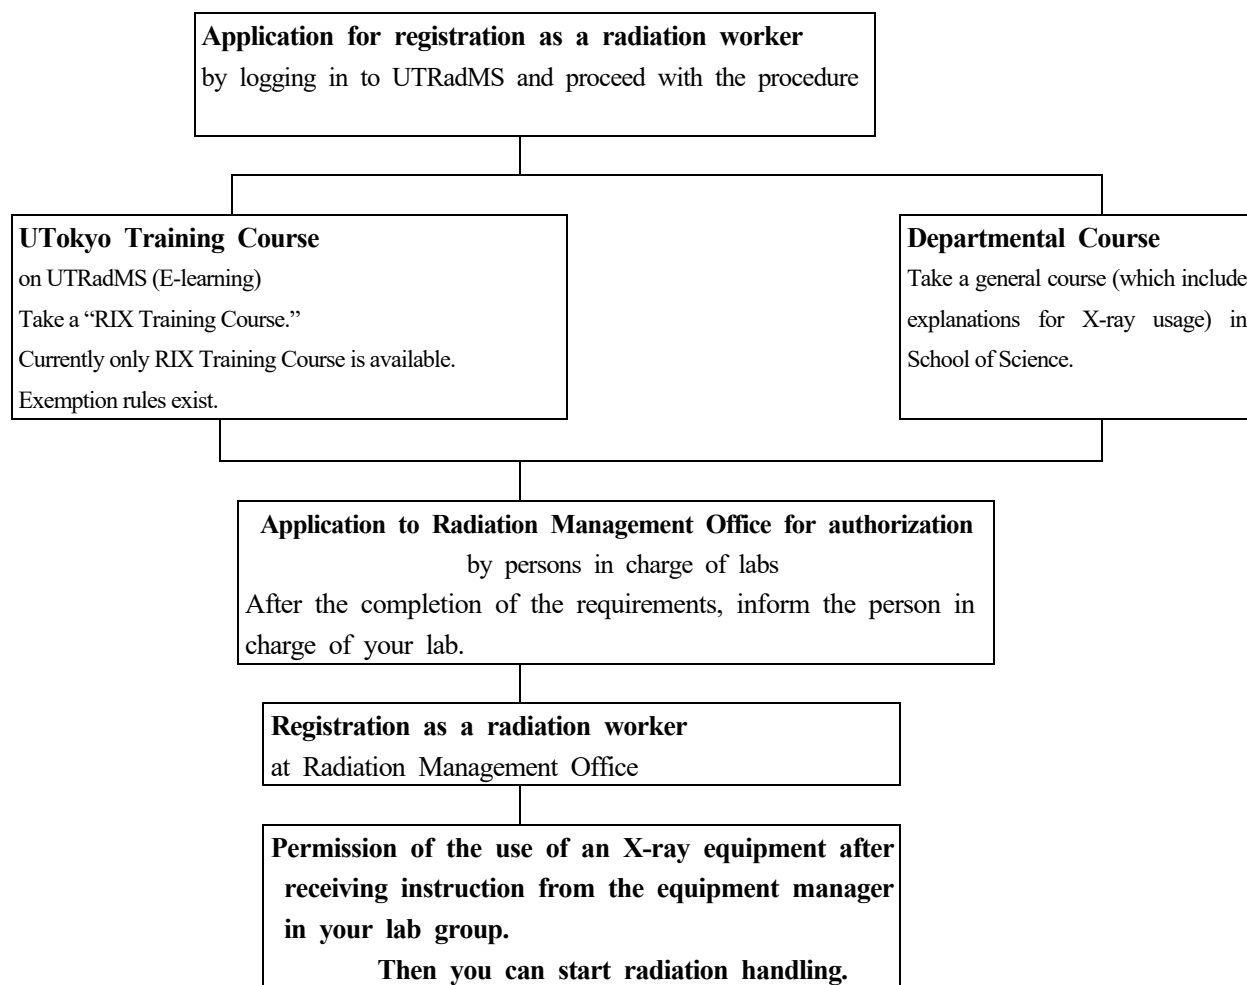 Application for registration as a radiation worker
by logging in to UTRadMS and proceed with the procedure
UTokyo Training Course
on UTRadMS (E-learning)
Take a “RIX Training Course.”
Currently only RIX Training Course is available.
Exemption rules exist.
Departmental Course
Take a general course (which include
explanations for X-ray usage) in
School of Science.
Application to Radiation Management Office for authorization
by persons in charge of labs
After the completion of the requirements, inform the person in
charge of your lab.
Registration as a radiation worker
at Radiation Management Office
Permission of the use of an X-ray equipment after
receiving instruction from the equipment manager
in your lab group.
Then you can start radiation handling.